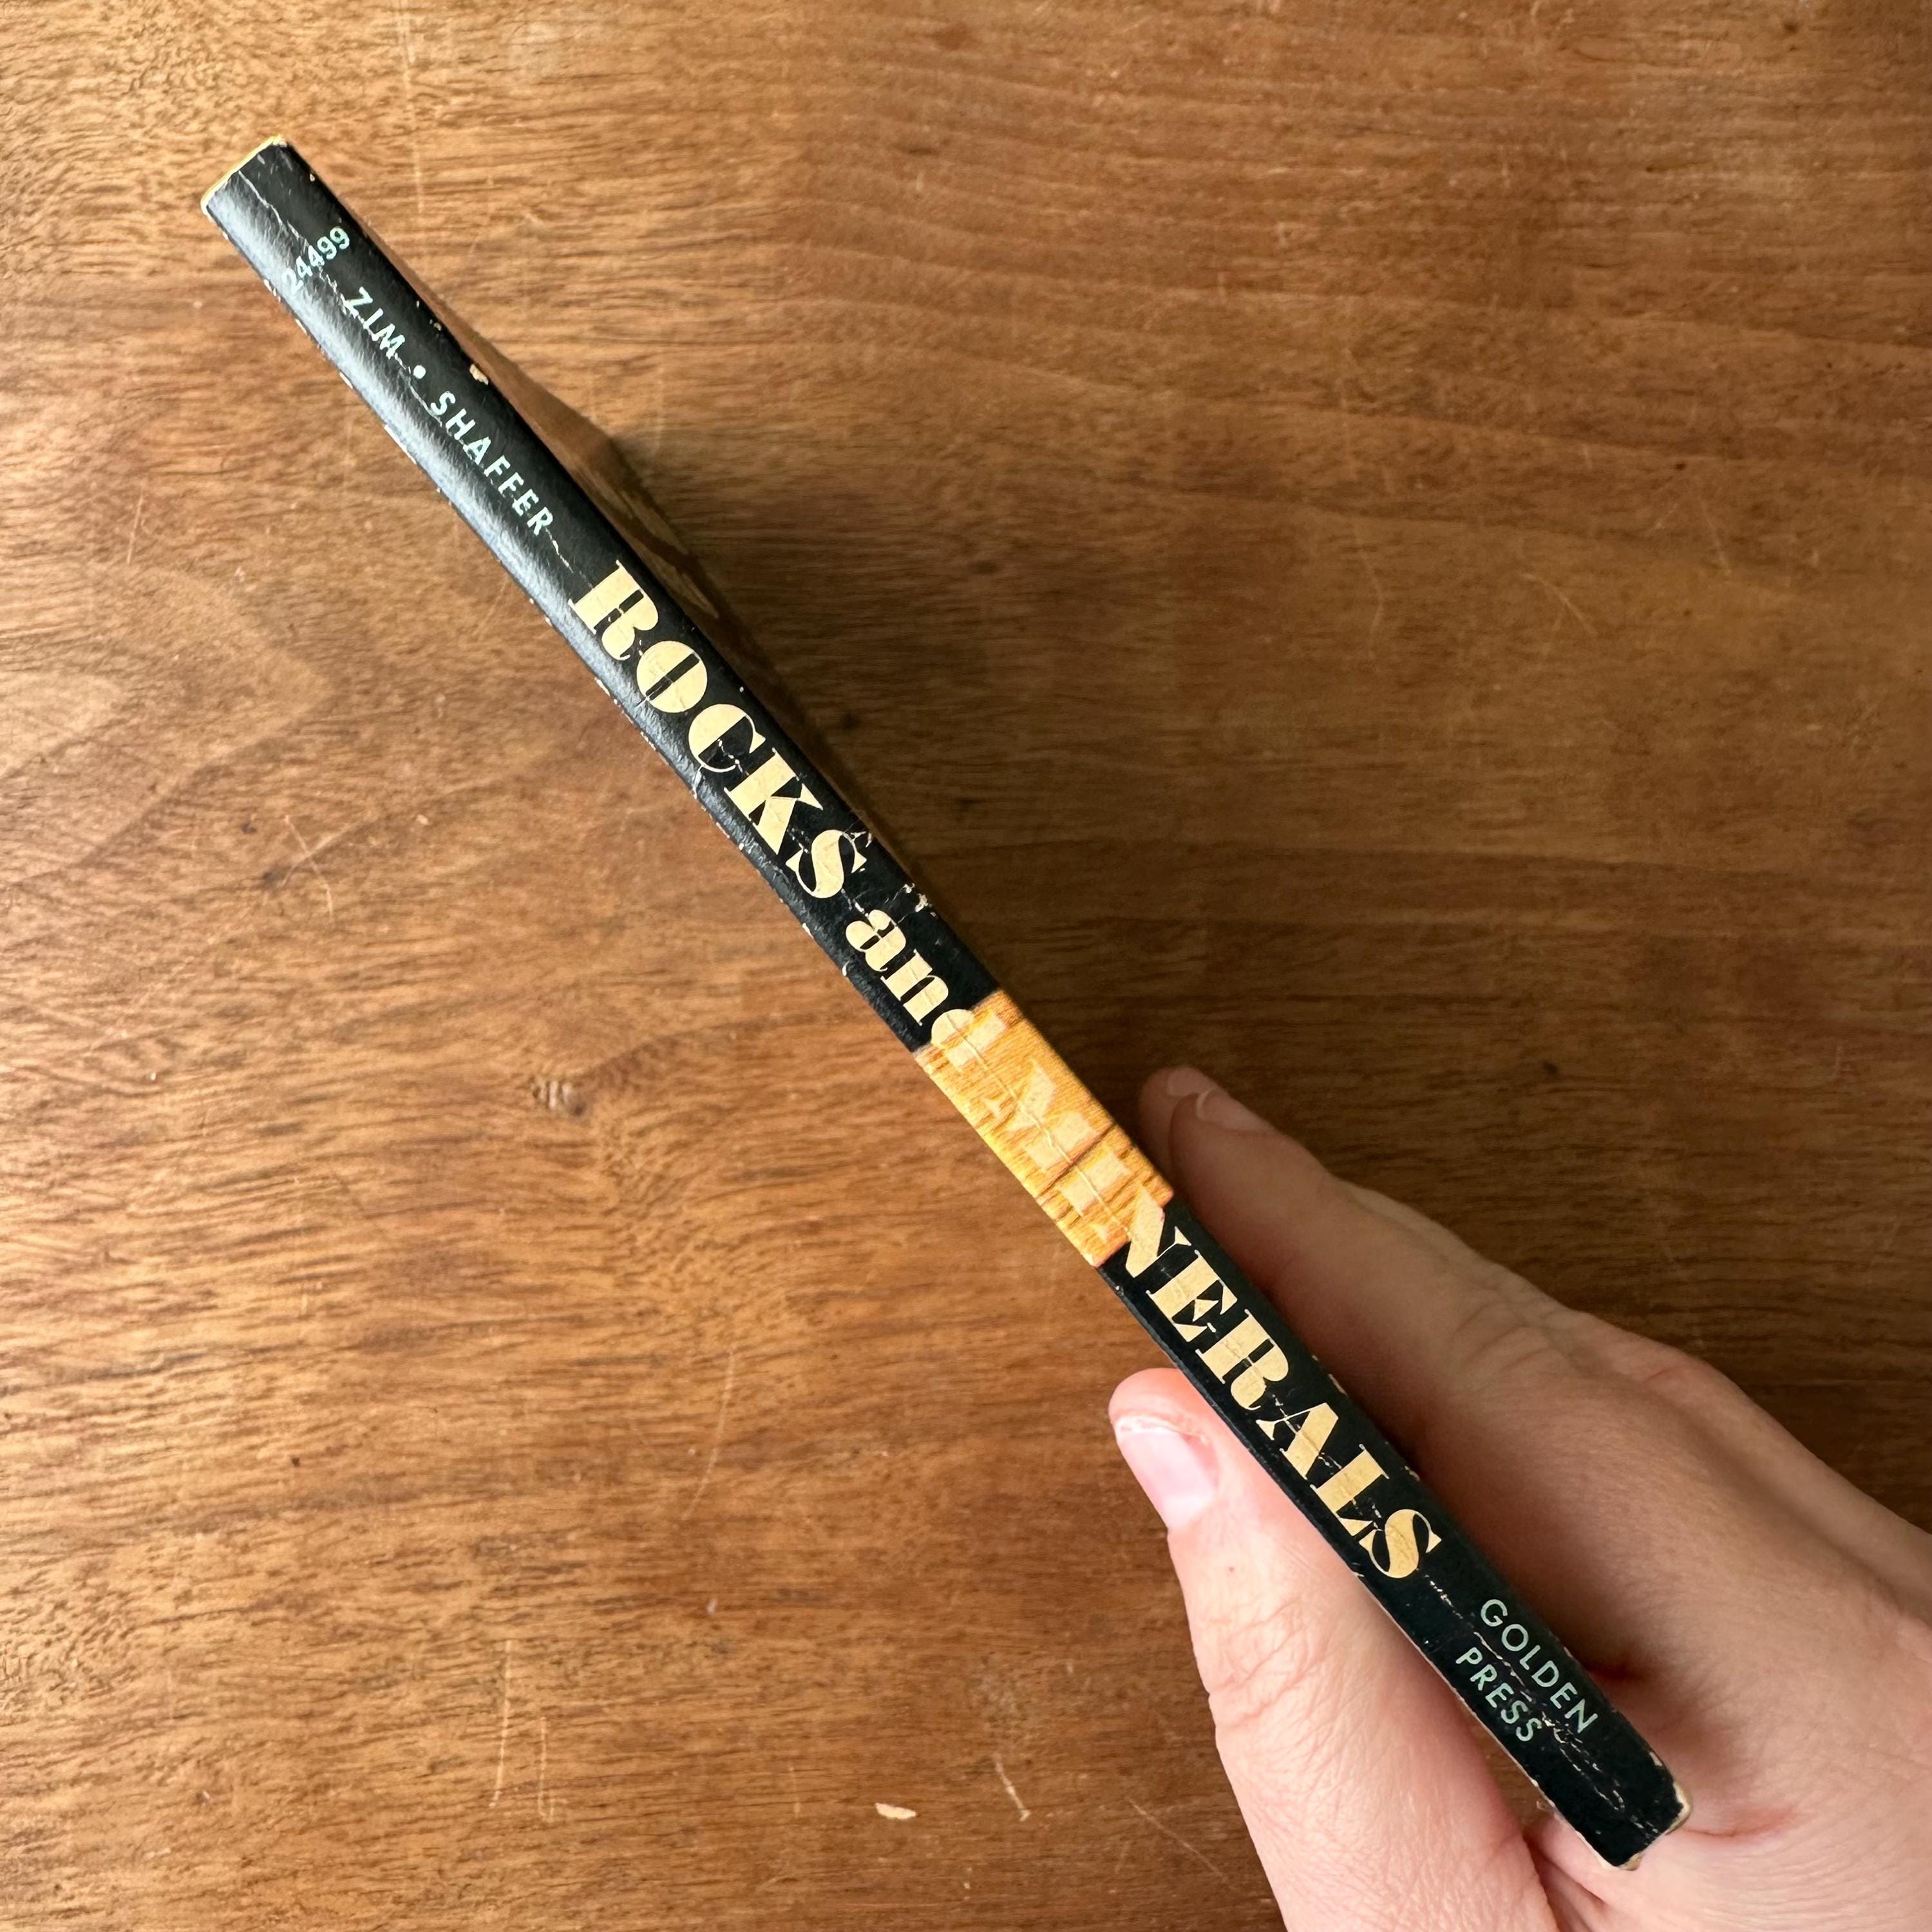 24499
ZIM • SHAFFER
ROCKS and MINERALS
GOLDEN
PRESS